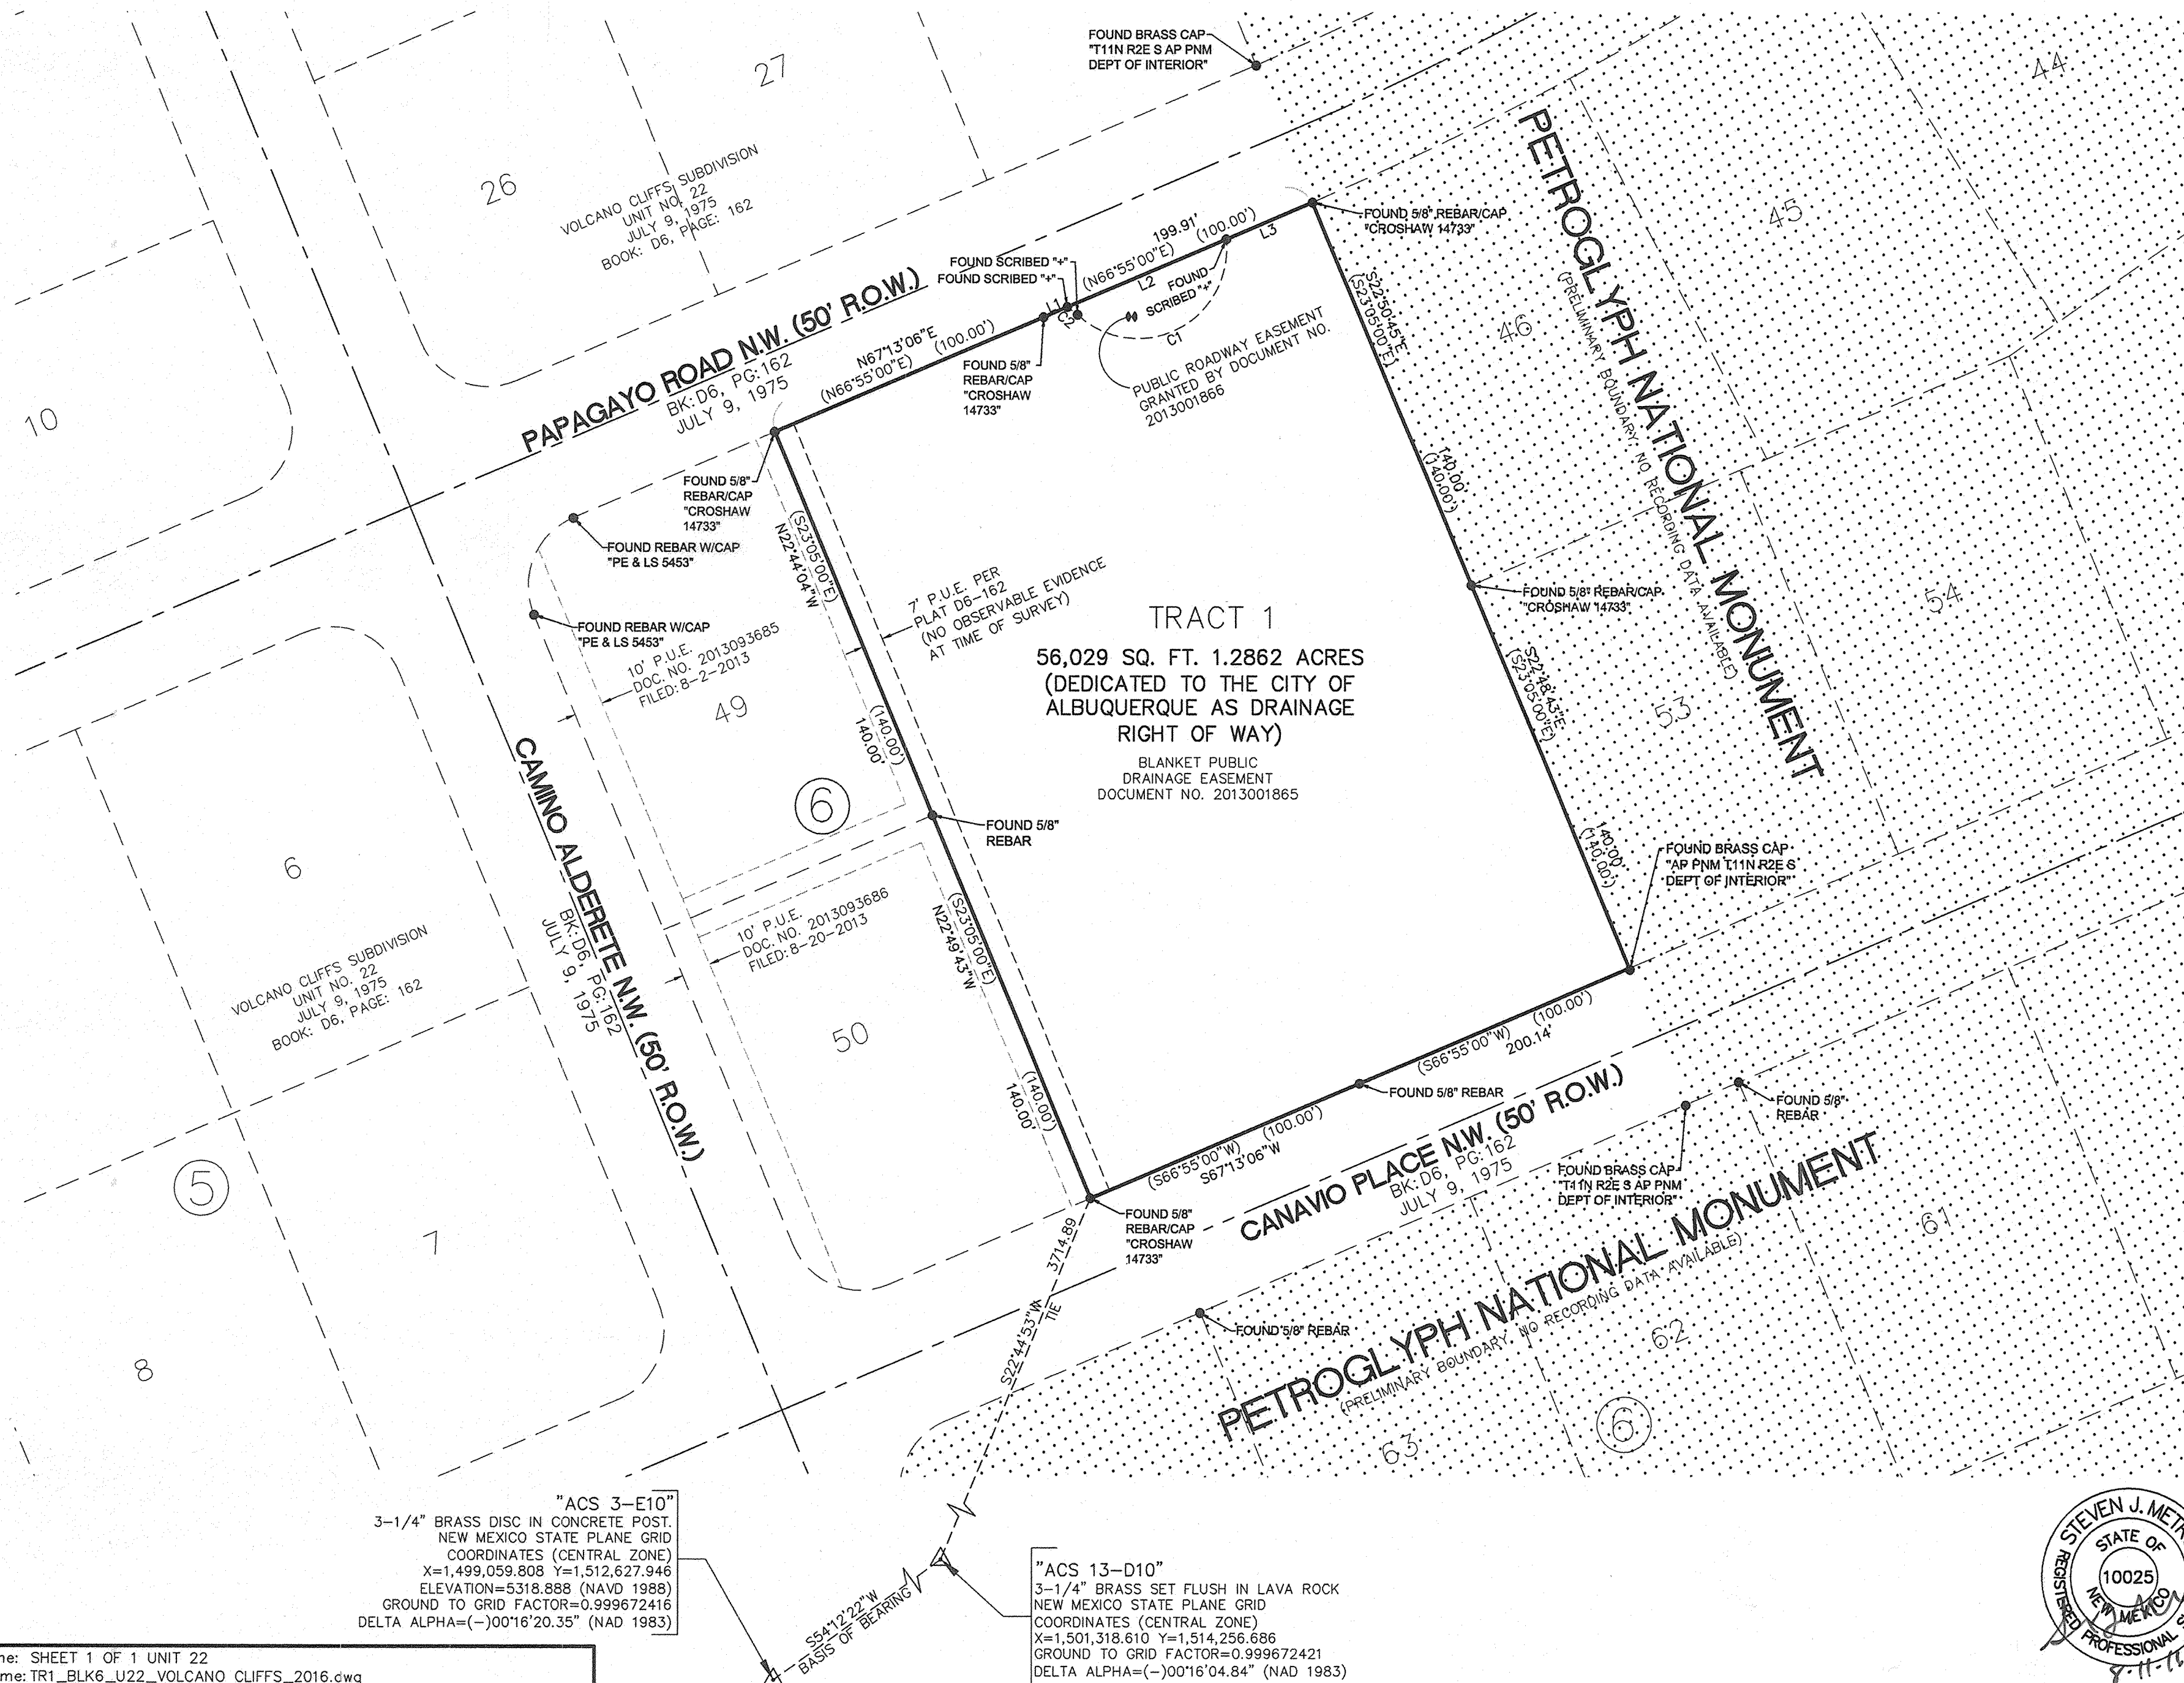 FOUND BRASS CAP
"T11N R2E S AP PNM
DEPT OF INTERIOR"
27
26
44
45
46
10
VOLCANO CLIFFS SUBDIVISION
UNIT NO. 22
JULY 9, 1975
BOOK: D6, PAGE: 162
PETROGLYPH NATIONAL MONUMENT
(PRELIMINARY BOUNDARY, NO RECORDING DATA AVAILABLE)
FOUND 5/8" REBAR/CAP
"CROSHAW 14733"
199.91'
(N66°55'00"E) (100.00')
L3
L2
L1
C2
C1
FOUND SCRIBED "+"
FOUND SCRIBED "+"
FOUND
SCRIBED "+"
PUBLIC ROADWAY EASEMENT
GRANTED BY DOCUMENT NO.
2013001866
PAPAGAYO ROAD N.W. (50' R.O.W.)
BK: D6, PG: 162
JULY 9, 1975
N67°13'06"E
(N66°55'00"E) (100.00')
FOUND 5/8"
REBAR/CAP
"CROSHAW
14733"
FOUND 5/8"
REBAR/CAP
"CROSHAW
14733"
S22°50'45"E
(S23°05'00"E)
140.00'
(140.00')
FOUND REBAR W/CAP
"PE & LS 5453"
FOUND REBAR W/CAP
"PE & LS 5453"
(S23°05'00"E)
N22°44'04"W
(140.00')
140.00'
7' P.U.E. PER
PLAT D6-162
(NO OBSERVABLE EVIDENCE
AT TIME OF SURVEY)
10' P.U.E.
DOC. NO. 2013093685
FILED: 8-2-2013
49
TRACT 1
56,029 SQ. FT. 1.2862 ACRES
(DEDICATED TO THE CITY OF
ALBUQUERQUE AS DRAINAGE
RIGHT OF WAY)
BLANKET PUBLIC
DRAINAGE EASEMENT
DOCUMENT NO. 2013001865
FOUND 5/8" REBAR/CAP
"CROSHAW 14733"
54
53
S22°48'43"E
(S23°05'00"E)
140.00'
(140.00')
FOUND BRASS CAP
"AP PNM T11N R2E S
DEPT OF INTERIOR"
6
FOUND 5/8"
REBAR
CAMINO ALDERETE N.W. (50' R.O.W.)
BK: D6, PG: 162
JULY 9, 1975
6
VOLCANO CLIFFS SUBDIVISION
UNIT NO. 22
JULY 9, 1975
BOOK: D6, PAGE: 162
10' P.U.E.
DOC. NO. 2013093686
FILED: 8-20-2013
50
(S23°05'00"E)
N22°49'43"W
(140.00')
140.00'
(S66°55'00"W) (100.00')
200.14'
FOUND 5/8" REBAR
(S66°55'00"W) (100.00')
S67°13'06"W
CANAVIO PLACE N.W. (50' R.O.W.)
BK: D6, PG: 162
JULY 9, 1975
FOUND 5/8"
REBAR
FOUND BRASS CAP
"T11N R2E S AP PNM
DEPT OF INTERIOR"
5
7
8
FOUND 5/8"
REBAR/CAP
"CROSHAW
14733"
3714.89
S22°44'53"W
TIE
FOUND 5/8" REBAR
PETROGLYPH NATIONAL MONUMENT
(PRELIMINARY BOUNDARY, NO RECORDING DATA AVAILABLE)
61
62
63
6
"ACS 3-E10"
3-1/4" BRASS DISC IN CONCRETE POST.
NEW MEXICO STATE PLANE GRID
COORDINATES (CENTRAL ZONE)
X=1,499,059.808 Y=1,512,627.946
ELEVATION=5318.888 (NAVD 1988)
GROUND TO GRID FACTOR=0.999672416
DELTA ALPHA=(-)00°16'20.35" (NAD 1983)
S54°12'22"W
BASIS OF BEARING
"ACS 13-D10"
3-1/4" BRASS SET FLUSH IN LAVA ROCK
NEW MEXICO STATE PLANE GRID
COORDINATES (CENTRAL ZONE)
X=1,501,318.610 Y=1,514,256.686
GROUND TO GRID FACTOR=0.999672421
DELTA ALPHA=(-)00°16'04.84" (NAD 1983)
STEVEN J. METR
STATE OF
10025
NEW MEXICO
REGISTERED
PROFESSIONAL
8-11-16
ne: SHEET 1 OF 1 UNIT 22
me: TR1_BLK6_U22_VOLCANO CLIFFS_2016.dwg